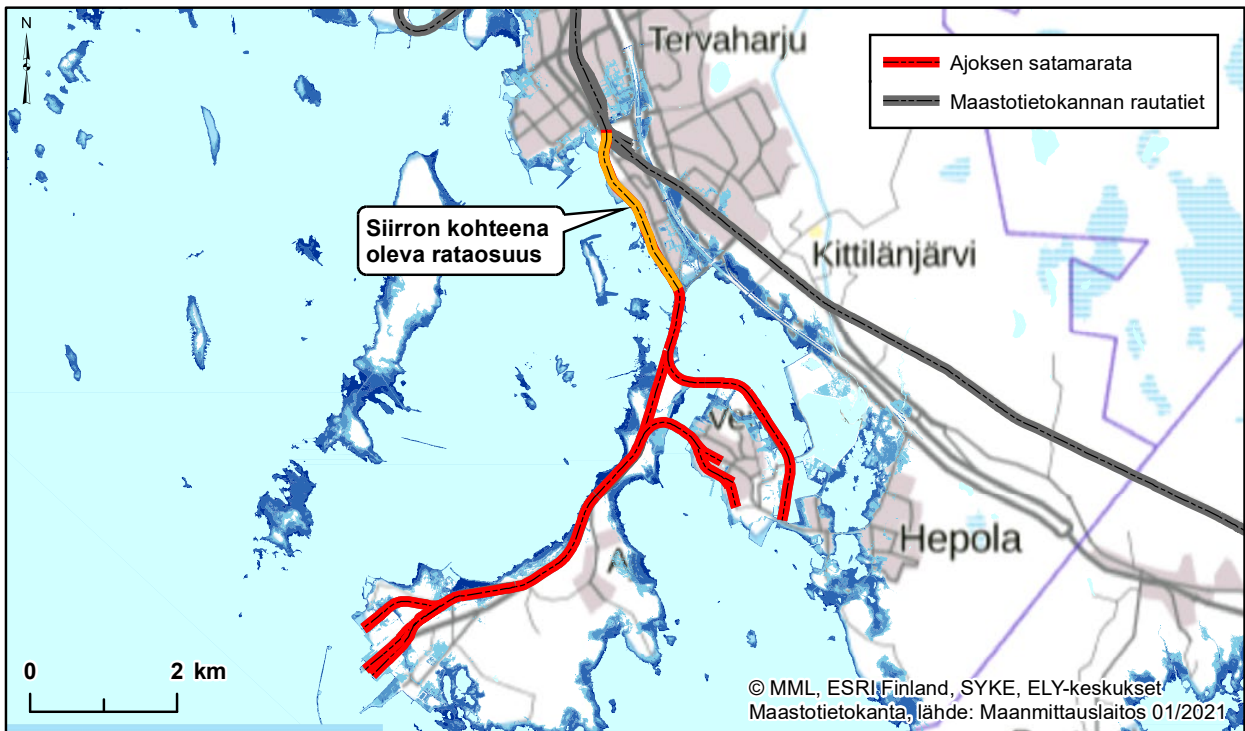 N
Tervaharju
Ajoksen satamarata
Maastotietokannan rautatiet
Siirron kohteena
oleva rataosuus
Kittilänjärvi
Hepola
0 2 km
© MML, ESRI Finland, SYKE, ELY-keskukset
Maastotietokanta, lähde: Maanmittauslaitos 01/2021